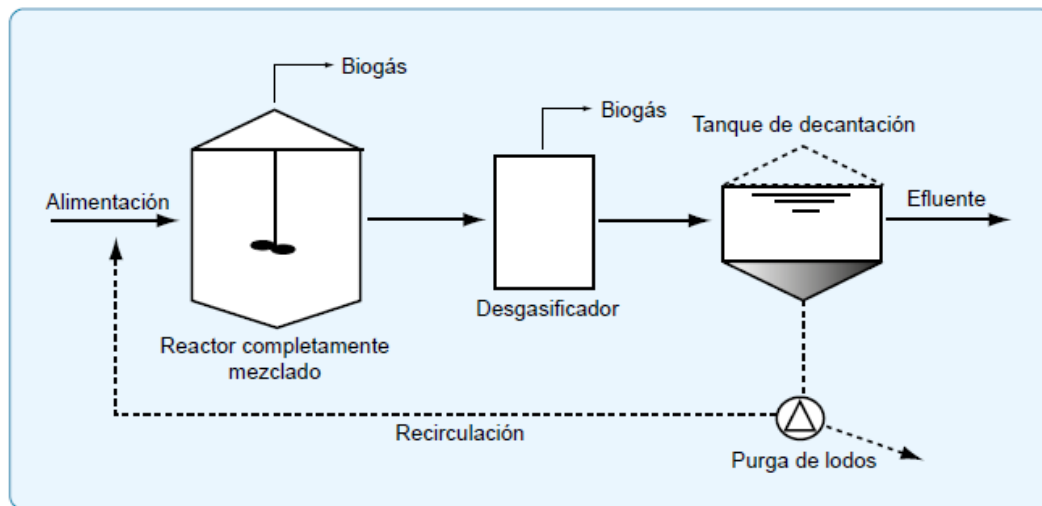 Biogás
Biogás
Tanque de decantación
Alimentación
Efluente
Desgasificador
Reactor completamente
mezclado
Recirculación
Purga de lodos